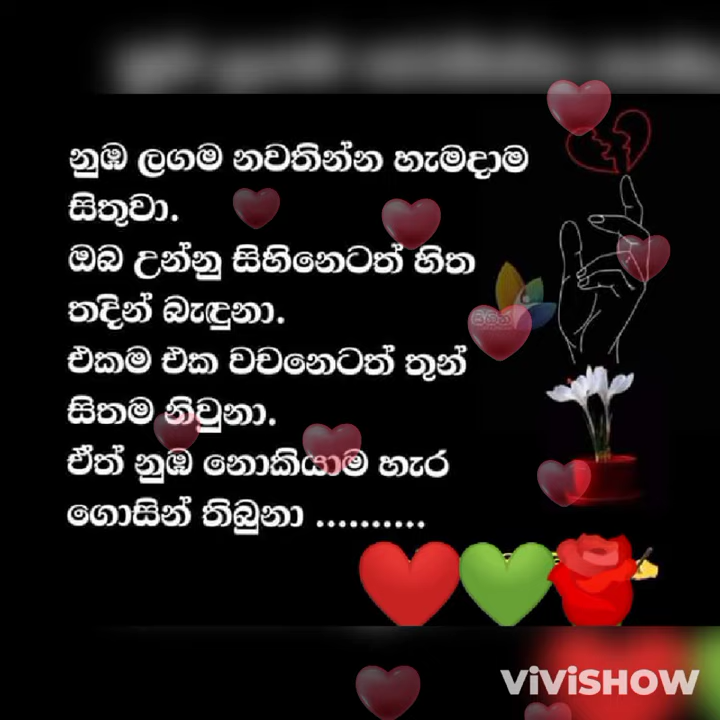 නුඹ ලගම නවතින්න හැමදාම
සිතුවා.
ඔබ උන්නු සිහිනෙටත් හිත
තදින් බැඳුනා.
එකම එක වචනෙටත් තුන්
සිතම නිවුනා.
ඒත් නුඹ නොකියාම හැර
ගොසින් තිබුනා ..........
ViViSHOW